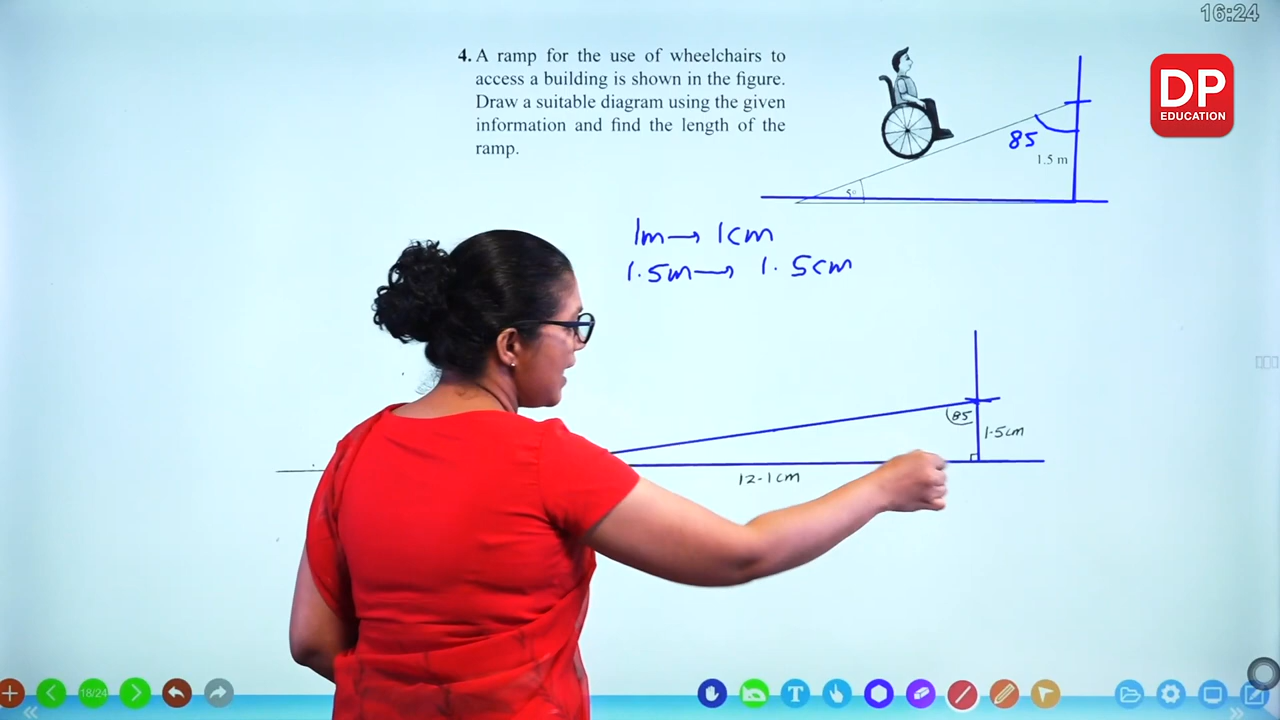 16:24
4. A ramp for the use of wheelchairs to
access a building is shown in the figure.
Draw a suitable diagram using the given
information and find the length of the
ramp.
DP
EDUCATION
85
1.5 m
5°
1m → 1cm
1.5m → 1.5cm
85
1.5cm
12.1cm
18/24
T